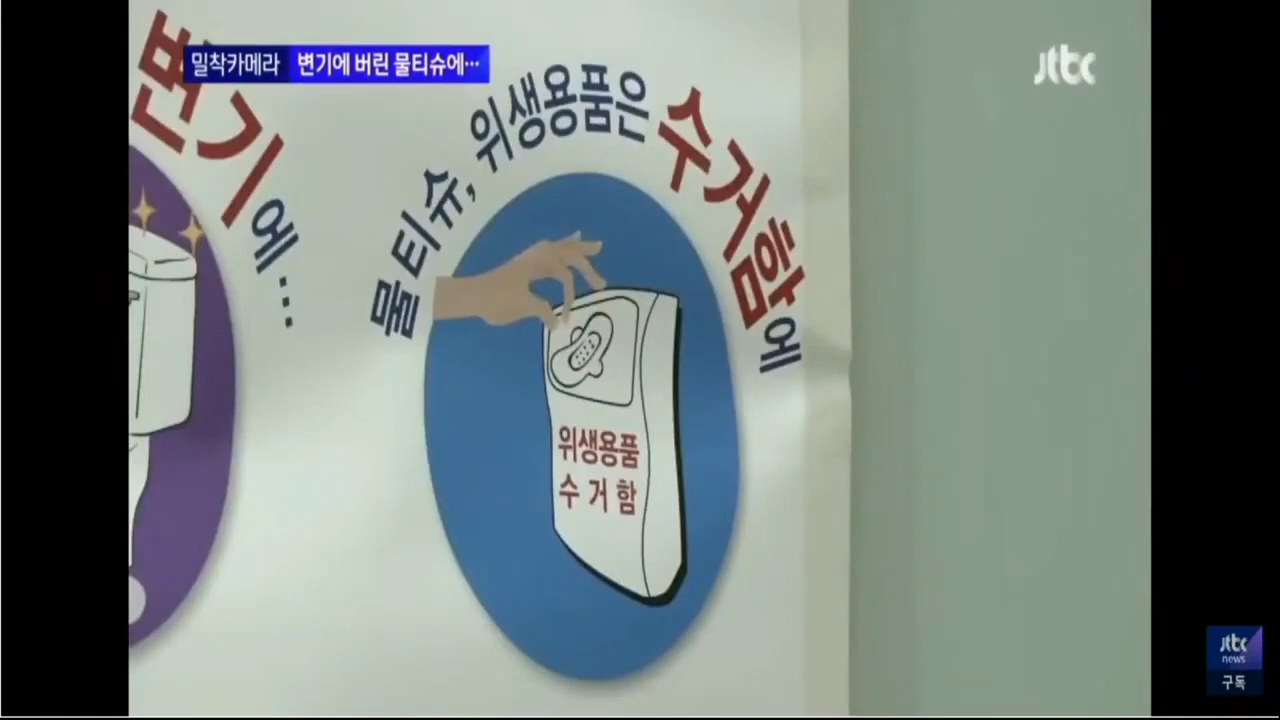 밀착카메라 변기에 버린 물티슈에…
jtbc
변기에…
물티슈, 위생용품은 수거함에
위생용품
수거함
jtbc
news
구독